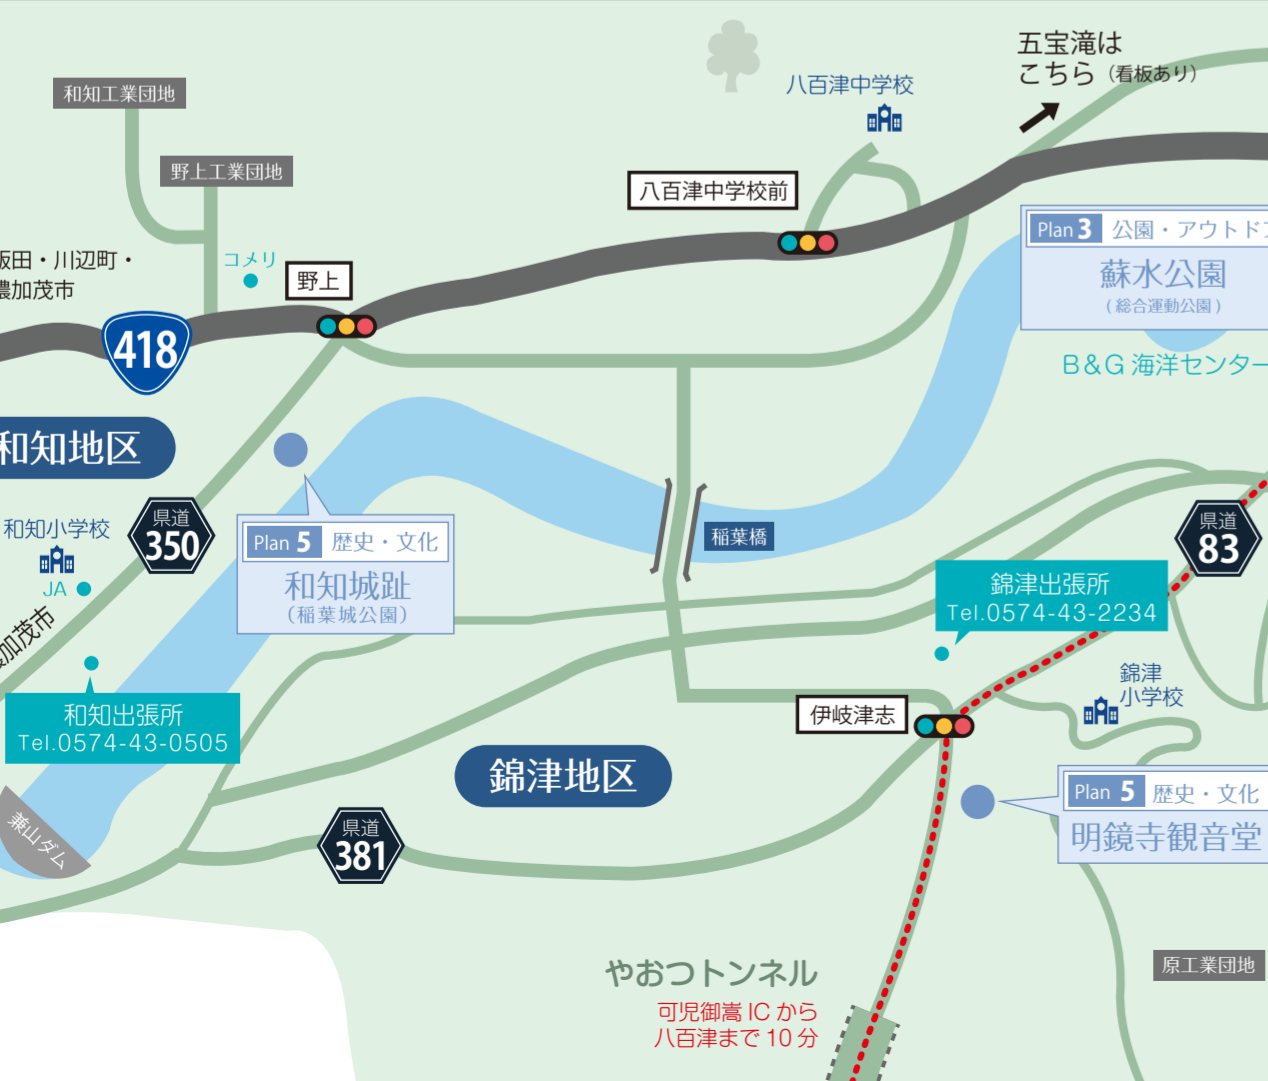 五宝滝は
こちら（看板あり）
八百津中学校
和知工業団地
野上工業団地
八百津中学校前
Plan 3 公園・アウトドア
蘇水公園
(総合運動公園)
B&G 海洋センター
飯田・川辺町・
濃加茂市
コメリ
野上
418
和知地区
県道
350
和知小学校
JA
Plan 5 歴史・文化
和知城趾
(稲葉城公園)
稲葉橋
県道
83
錦津出張所
Tel.0574-43-2234
加茂市
和知出張所
Tel.0574-43-0505
錦津
小学校
伊岐津志
錦津地区
Plan 5 歴史・文化
明鏡寺観音堂
兼山ダム
県道
381
原工業団地
やおつトンネル
可児御嵩 IC から
八百津まで 10 分